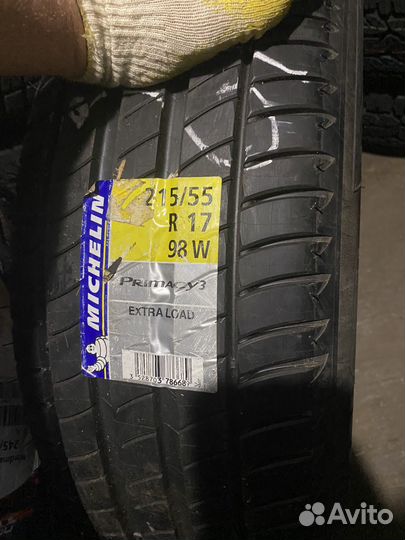 MICHELIN
215/55
R 17
98 W
PRIMACY3
EXTRA LOAD
Avito